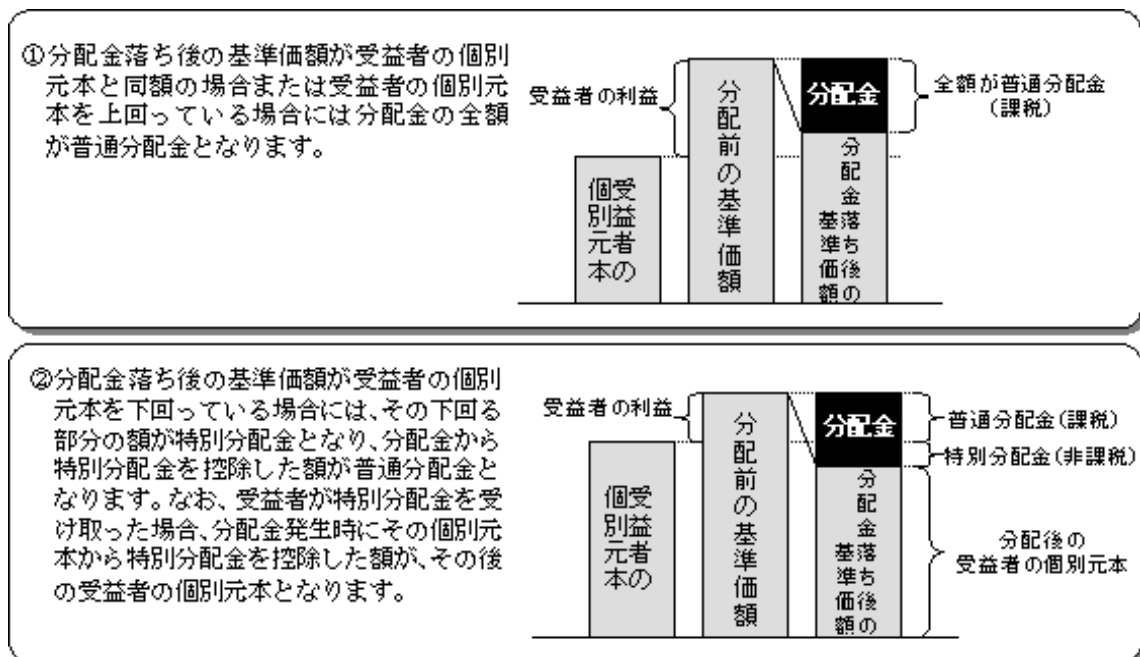 ①分配金落ち後の基準価額が受益者の個別
元本と同額の場合または受益者の個別元
本を上回っている場合には分配金の全額
が普通分配金となります。
受益者の利益
受益者の
個別元本
分配前の基準価額
分配金
分配金落ち後の
基準価額
全額が普通分配金
(課税)
②分配金落ち後の基準価額が受益者の個別
元本を下回っている場合には、その下回る
部分の額が特別分配金となり、分配金から
特別分配金を控除した額が普通分配金と
なります。なお、受益者が特別分配金を受
け取った場合、分配金発生時にその個別元
本から特別分配金を控除した額が、その後
の受益者の個別元本となります。
受益者の利益
受益者の
個別元本
分配前の基準価額
分配金
分配金落ち後の
基準価額
普通分配金(課税)
特別分配金(非課税)
分配後の
受益者の個別元本